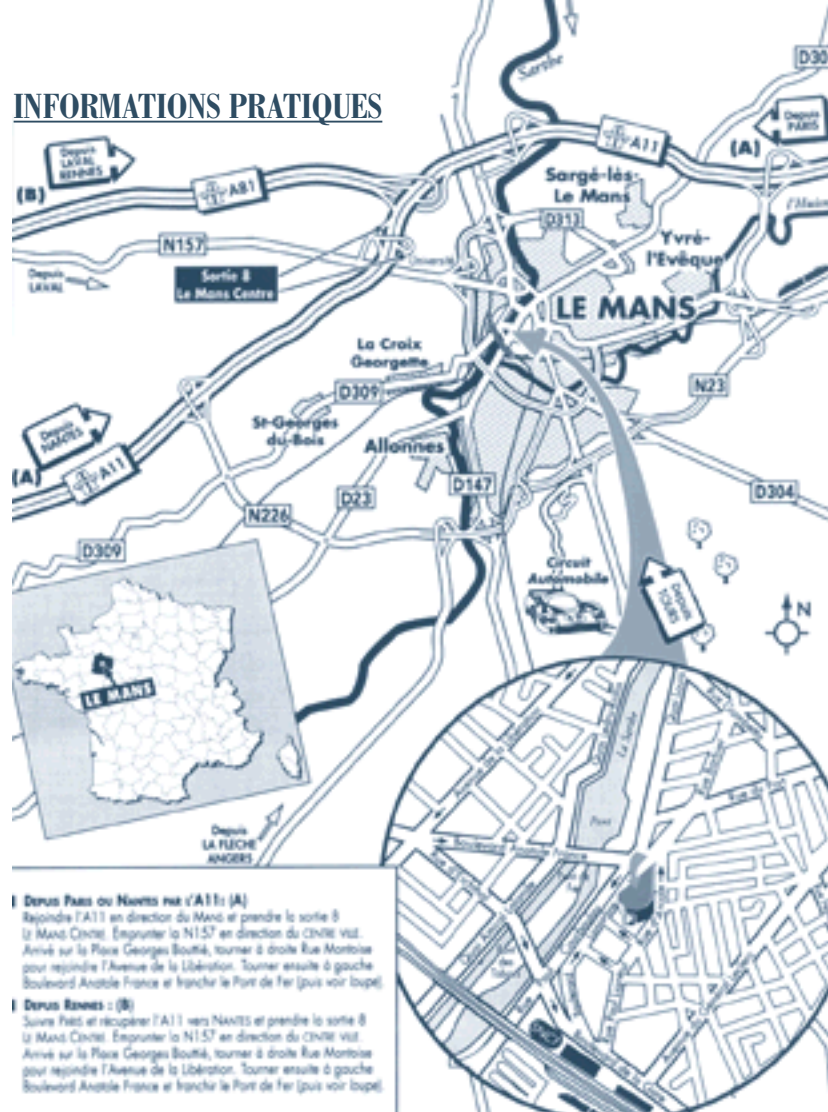 INFORMATIONS PRATIQUES
Sarthe
D30
Depuis
PARIS
(A)
A11
Depuis
LAVAL
RENNES
(B)
A81
Sargé-lès-
Le Mans
D313
Yvré-
l'Evêque
N157
Depuis
LAVAL
Sortie 8
Le Mans Centre
LE MANS
La Croix
Georgette
D309
N23
St-Georges
du-Bois
Depuis
NANTES
(A)
A11
Allonnes
D147
D23
N226
D304
D309
Circuit
Automobile
Depuis
TOURS
N
LE MANS
Depuis
LA FLECHE
ANGERS
La Sarthe
Pont
DEPUIS PARIS OU NANTES PAR L'A11: (A)
Rejoindre l'A11 en direction du MANS et prendre la sortie 8
LE MANS CENTRE. Emprunter la N157 en direction du CENTRE VILLE.
Arrivé sur la Place Georges Bouttié, tourner à droite Rue Montoise
pour rejoindre l'Avenue de la Libération. Tourner ensuite à gauche
Boulevard Anatole France et franchir le Pont de Fer (puis voir loupe).
DEPUIS RENNES : (B)
Suivre PARIS et récupérer l'A11 vers NANTES et prendre la sortie 8
LE MANS CENTRE. Emprunter la N157 en direction du CENTRE VILLE.
Arrivé sur la Place Georges Bouttié, tourner à droite Rue Montoise
pour rejoindre l'Avenue de la Libération. Tourner ensuite à gauche
Boulevard Anatole France et franchir le Pont de Fer (puis voir loupe).